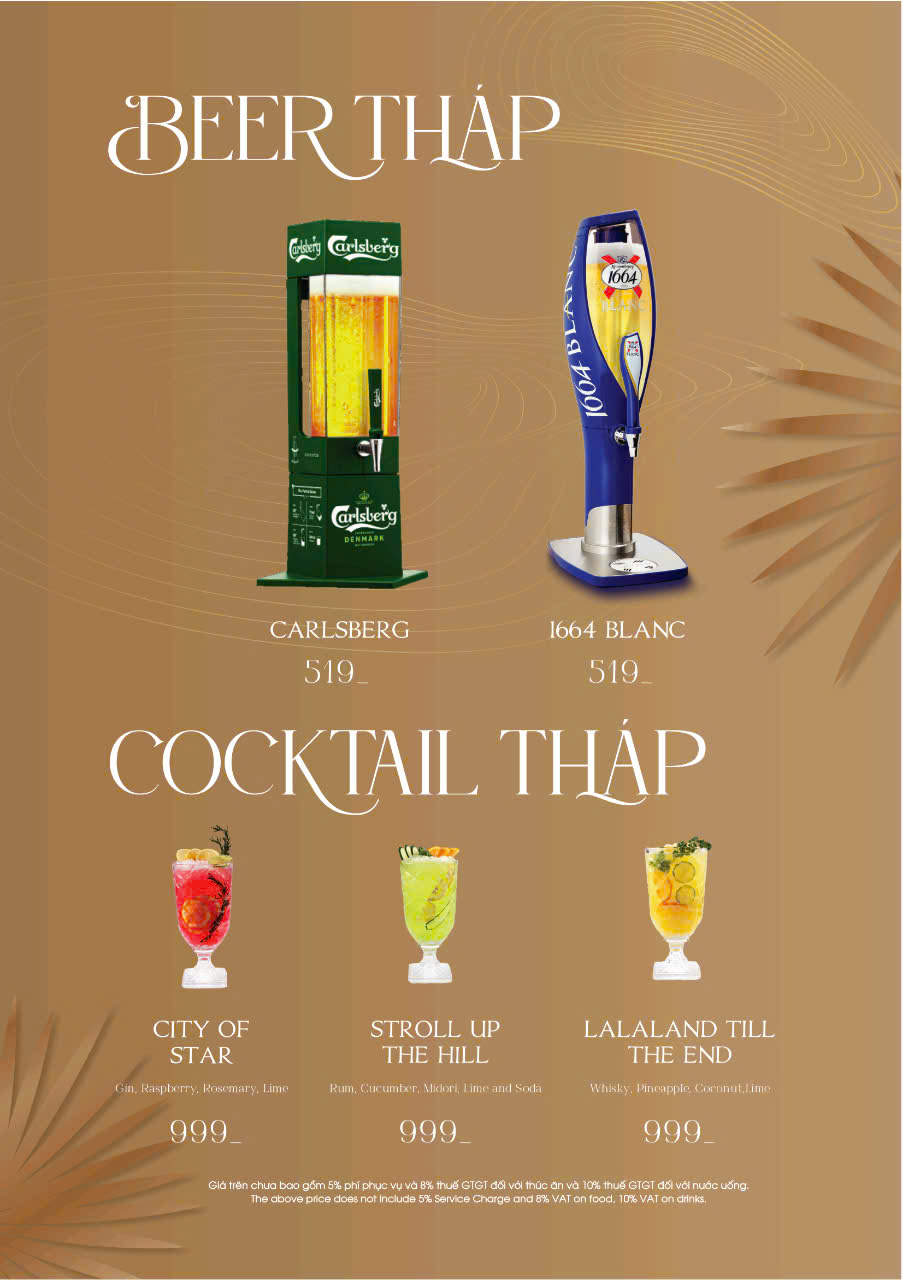 BEER THÁP
Carlsberg Carlsberg
Carlsberg
Carlsberg
DENMARK
1664
BLANC
1664
BLANC
1664 BLANC
CARLSBERG
1664 BLANC
519_
519_
COCKTAIL THÁP
CITY OF
STAR
Gin, Raspberry, Rosemary, Lime
999_
STROLL UP
THE HILL
Rum, Cucumber, Midori, Lime and Soda
999_
LALALAND TILL
THE END
Whisky, Pineapple, Coconut,Lime
999_
Giá trên chưa bao gồm 5% phí phục vụ và 8% thuế GTGT đối với thức ăn và 10% thuế GTGT đối với nước uống.
The above price does not include 5% Service Charge and 8% VAT on food, 10% VAT on drinks.